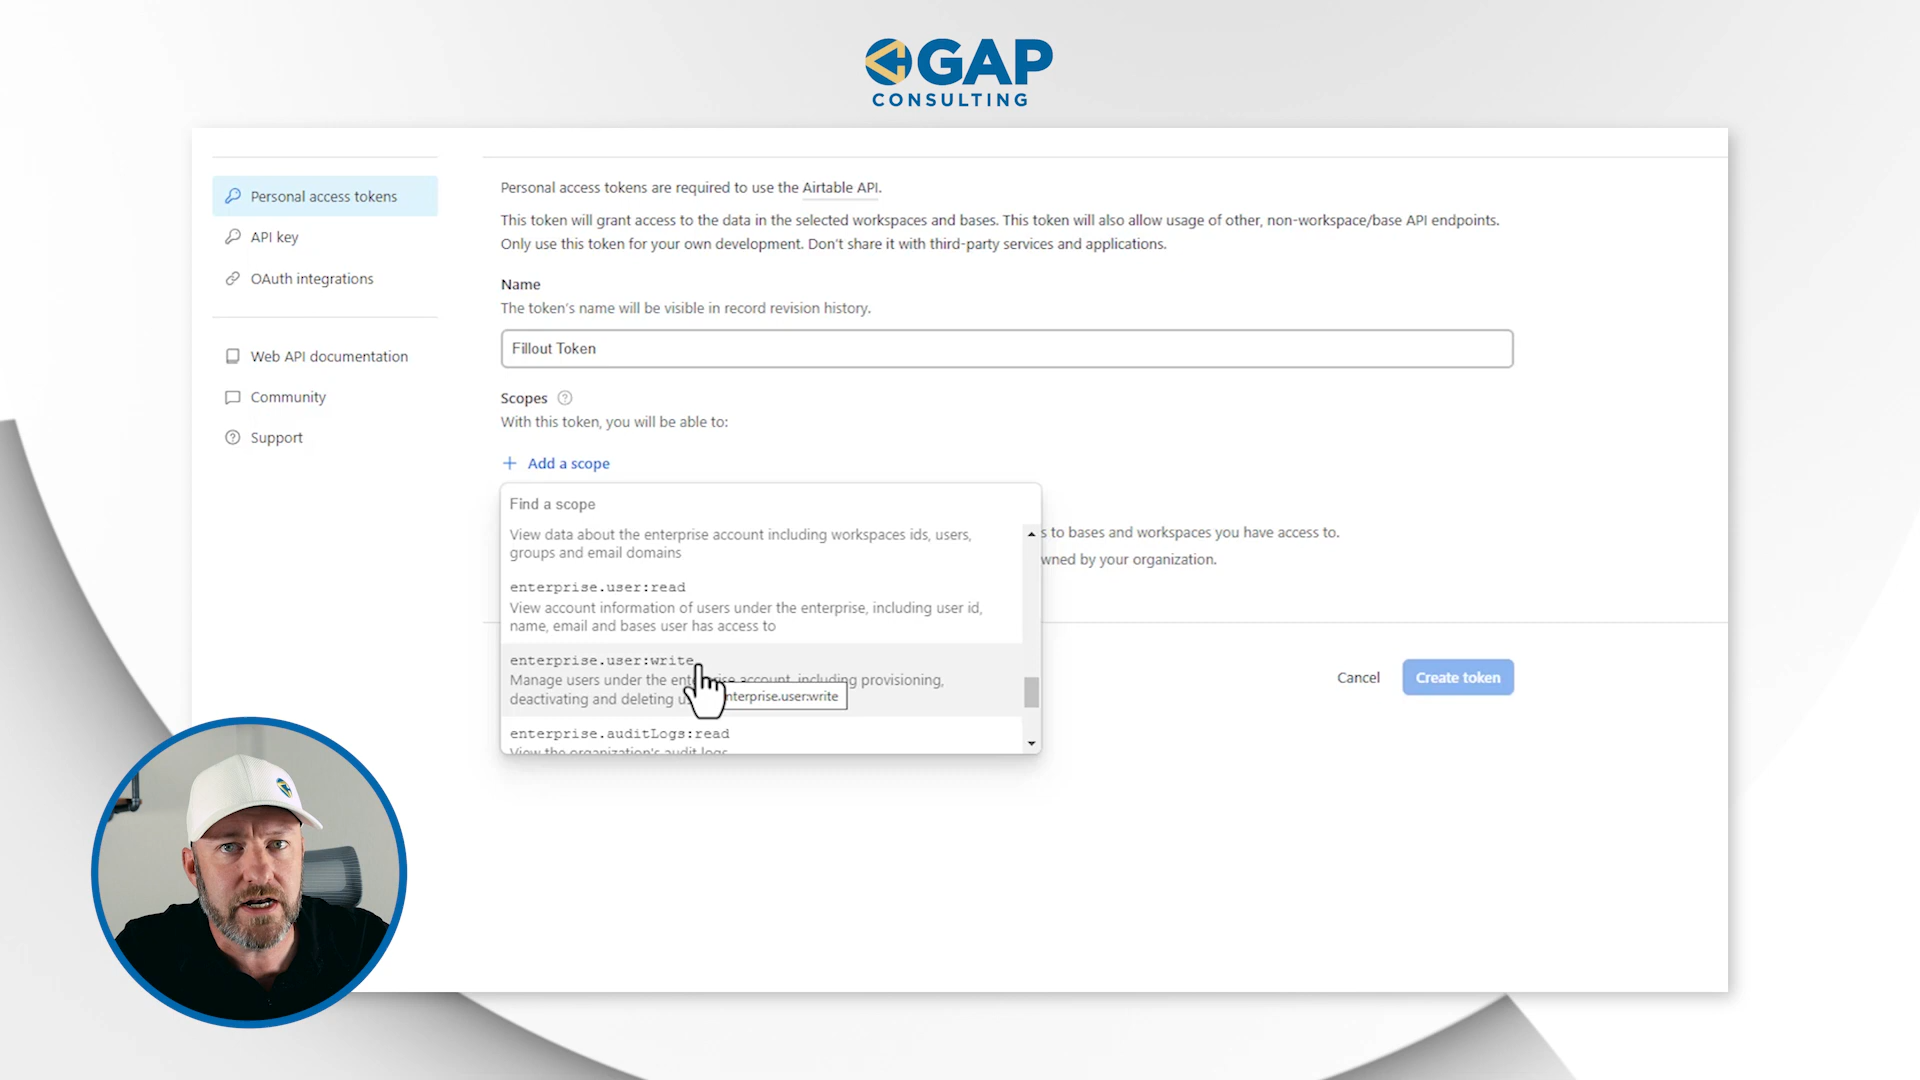 GAP
CONSULTING
Personal access tokens
API key
OAuth integrations
Web API documentation
Community
Support
Personal access tokens are required to use the Airtable API.
This token will grant access to the data in the selected workspaces and bases. This token will also allow usage of other, non-workspace/base API endpoints.
Only use this token for your own development. Don't share it with third-party services and applications.
Name
The token's name will be visible in record revision history.
Fillout Token
Scopes
With this token, you will be able to:
+ Add a scope
Find a scope
View data about the enterprise account including workspaces ids, users,
groups and email domains
s to bases and workspaces you have access to.
wned by your organization.
enterprise.user:read
View account information of users under the enterprise, including user id,
name, email and bases user has access to
enterprise.user:write
Manage users under the account, including provisioning,
deactivating and deleting
nterprise.user:write
enterprise.auditLogs:read
View the organization's audit logs
Cancel
Create token